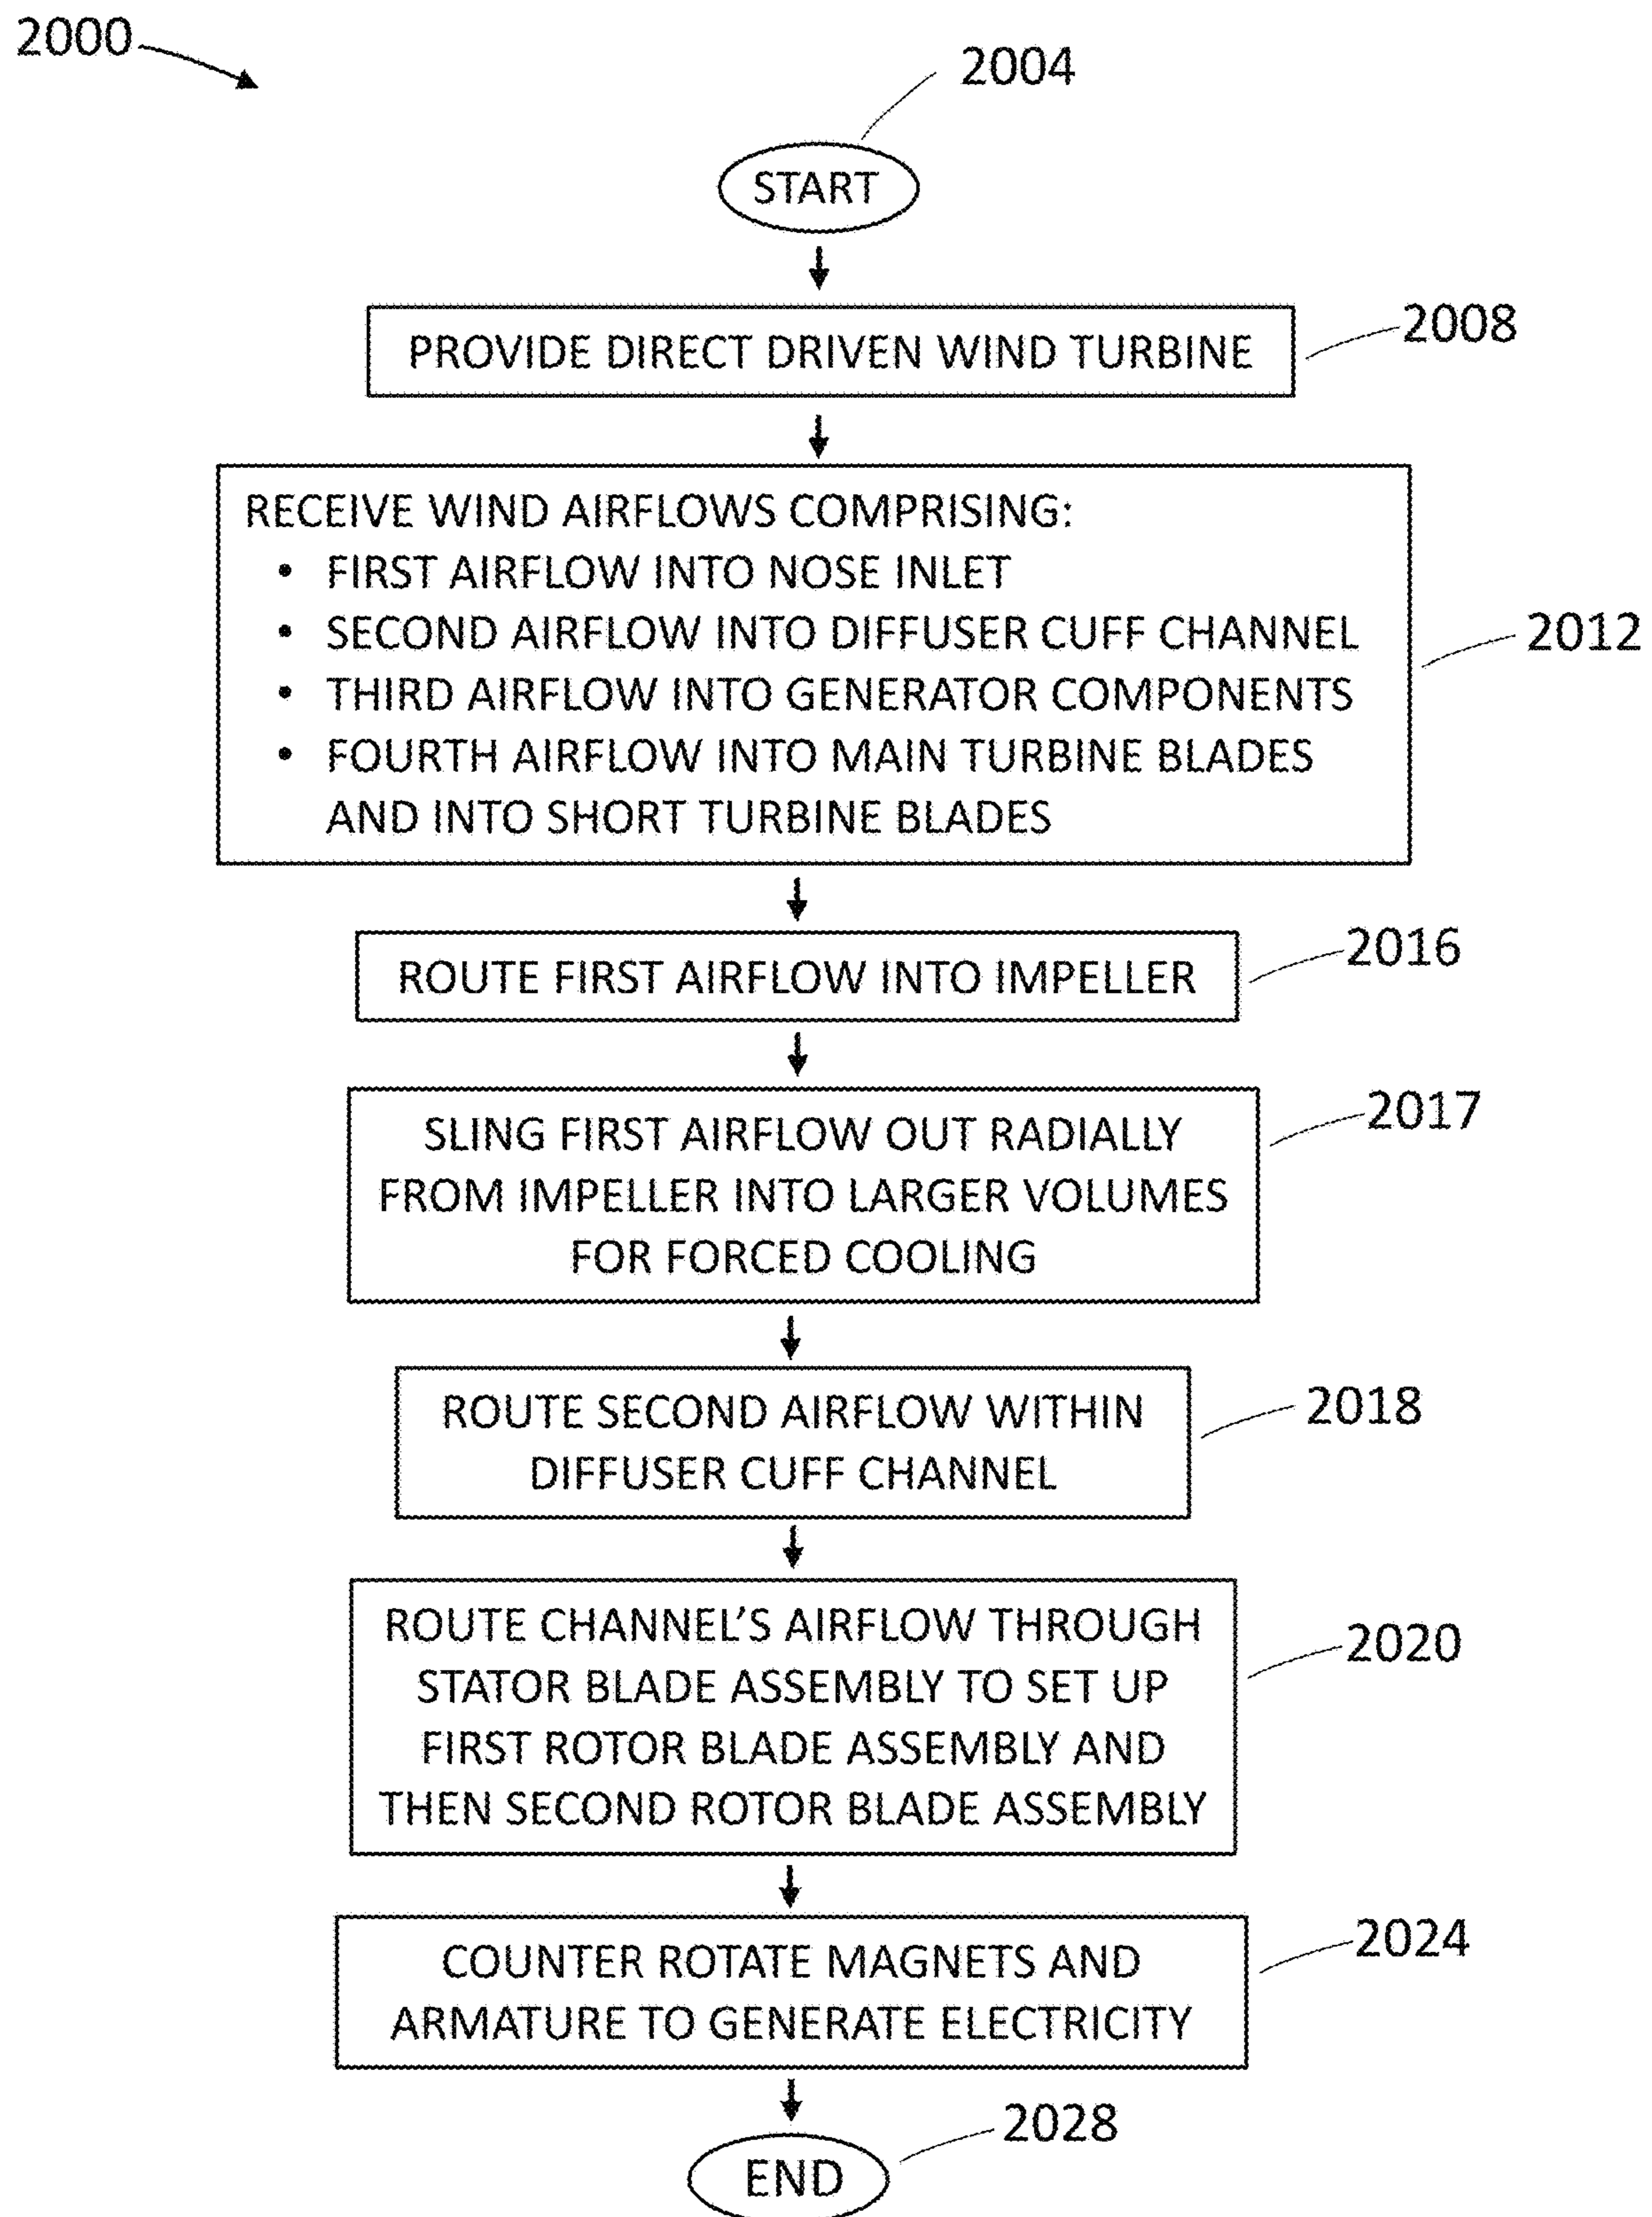 2000
2004
START
PROVIDE DIRECT DRIVEN WIND TURBINE
2008
RECEIVE WIND AIRFLOWS COMPRISING:
• FIRST AIRFLOW INTO NOSE INLET
• SECOND AIRFLOW INTO DIFFUSER CUFF CHANNEL
• THIRD AIRFLOW INTO GENERATOR COMPONENTS
• FOURTH AIRFLOW INTO MAIN TURBINE BLADES
AND INTO SHORT TURBINE BLADES
2012
ROUTE FIRST AIRFLOW INTO IMPELLER
2016
SLING FIRST AIRFLOW OUT RADIALLY
FROM IMPELLER INTO LARGER VOLUMES
FOR FORCED COOLING
2017
ROUTE SECOND AIRFLOW WITHIN
DIFFUSER CUFF CHANNEL
2018
ROUTE CHANNEL’S AIRFLOW THROUGH
STATOR BLADE ASSEMBLY TO SET UP
FIRST ROTOR BLADE ASSEMBLY AND
THEN SECOND ROTOR BLADE ASSEMBLY
2020
COUNTER ROTATE MAGNETS AND
ARMATURE TO GENERATE ELECTRICITY
2024
2028
END